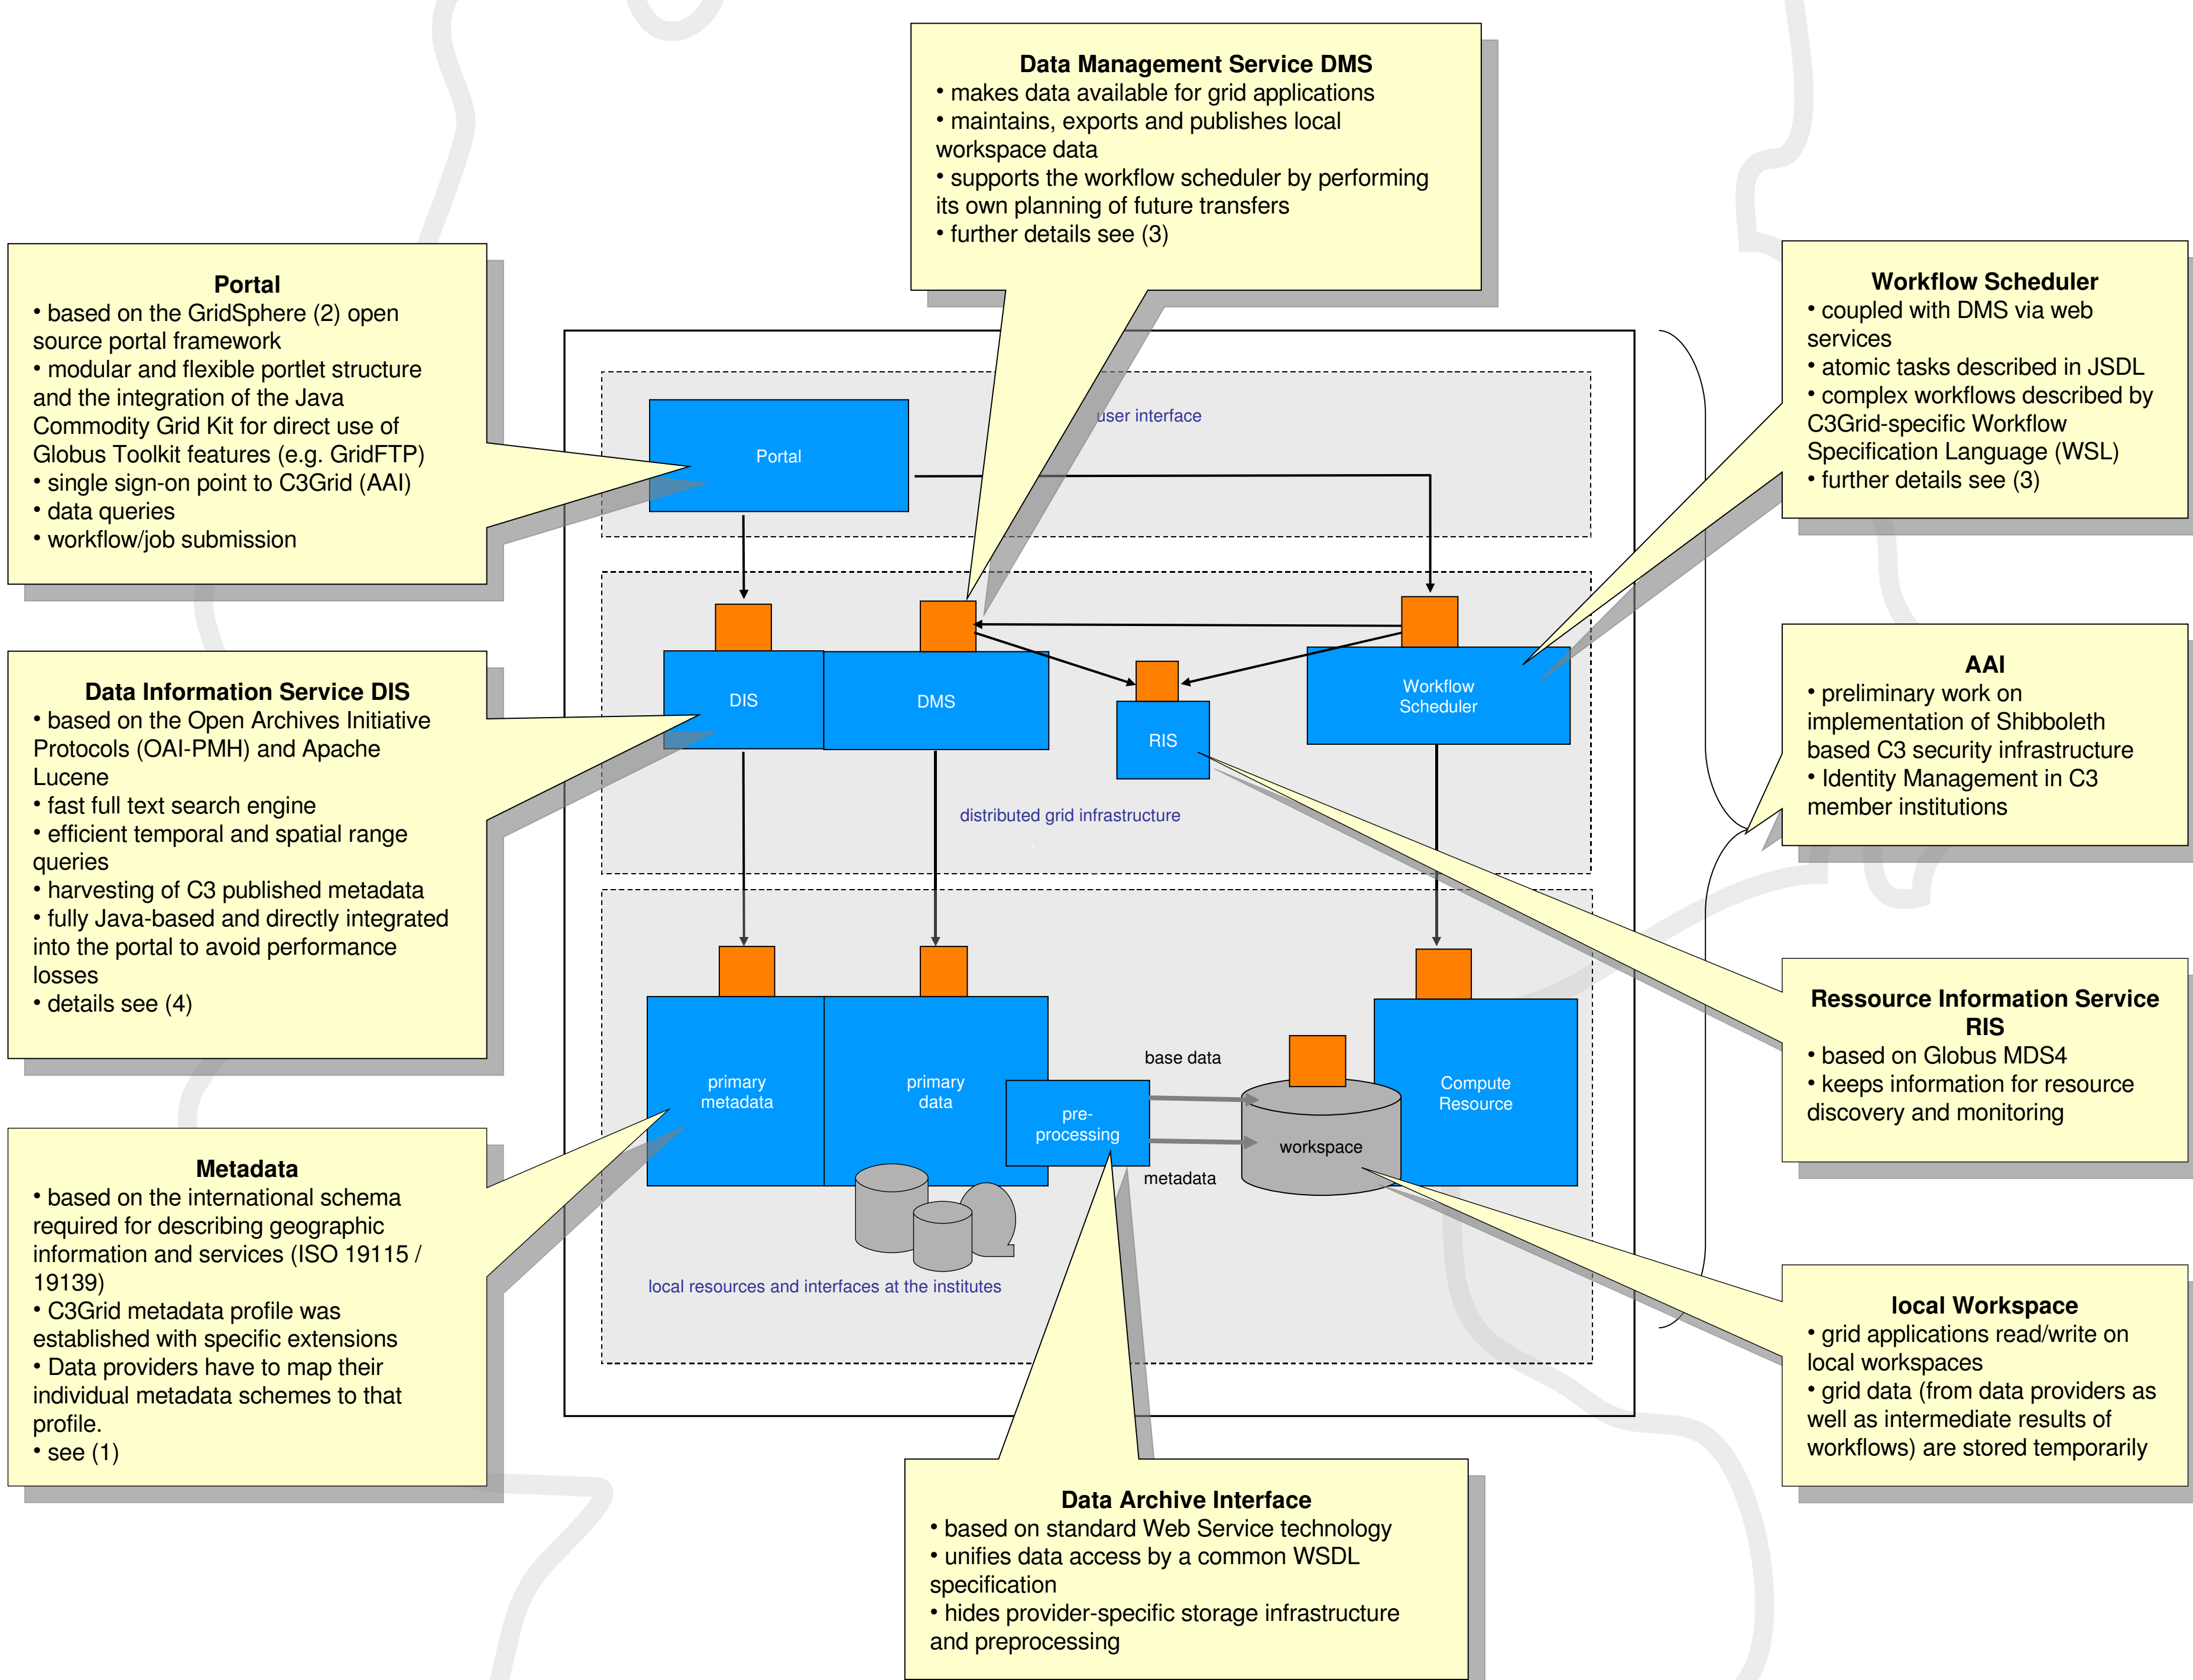 Data Management Service DMS
• makes data available for grid applications
• maintains, exports and publishes local
workspace data
• supports the workflow scheduler by performing
its own planning of future transfers
• further details see (3)
Portal
• based on the GridSphere (2) open
source portal framework
• modular and flexible portlet structure
and the integration of the Java
Commodity Grid Kit for direct use of
Globus Toolkit features (e.g. GridFTP)
• single sign-on point to C3Grid (AAI)
• data queries
• workflow/job submission
Workflow Scheduler
• coupled with DMS via web
services
• atomic tasks described in JSDL
• complex workflows described by
C3Grid-specific Workflow
Specification Language (WSL)
• further details see (3)
user interface
Portal
Data Information Service DIS
• based on the Open Archives Initiative
Protocols (OAI-PMH) and Apache
Lucene
• fast full text search engine
• efficient temporal and spatial range
queries
• harvesting of C3 published metadata
• fully Java-based and directly integrated
into the portal to avoid performance
losses
• details see (4)
DIS
DMS
RIS
Workflow
Scheduler
distributed grid infrastructure
AAI
• preliminary work on
implementation of Shibboleth
based C3 security infrastructure
• Identity Management in C3
member institutions
Ressource Information Service
RIS
• based on Globus MDS4
• keeps information for resource
discovery and monitoring
primary
metadata
primary
data
pre-
processing
base data
metadata
workspace
Compute
Resource
local resources and interfaces at the institutes
Metadata
• based on the international schema
required for describing geographic
information and services (ISO 19115 /
19139)
• C3Grid metadata profile was
established with specific extensions
• Data providers have to map their
individual metadata schemes to that
profile.
• see (1)
local Workspace
• grid applications read/write on
local workspaces
• grid data (from data providers as
well as intermediate results of
workflows) are stored temporarily
Data Archive Interface
• based on standard Web Service technology
• unifies data access by a common WSDL
specification
• hides provider-specific storage infrastructure
and preprocessing